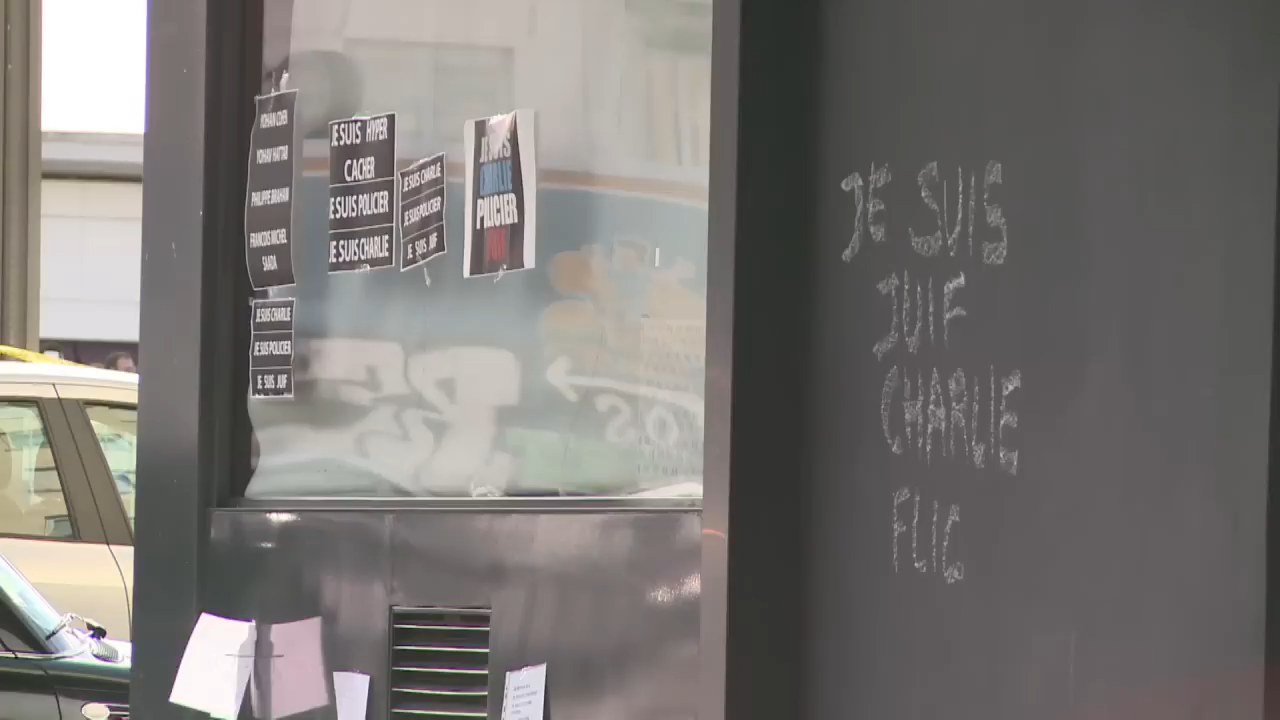 YOHAN COHEN
YOHAV HATTAB
PHILIPPE BRAHAM
FRANCOIS MICHEL
SAADA
JE SUIS CHARLIE
JE SUIS POLICIER
JE SUIS JUIF
JE SUIS HYPER
CACHER
JE SUIS POLICIER
JE SUIS CHARLIE
JE SUIS CHARLIE
JE SUIS POLICIER
JE SUIS JUIF
JE SUIS
CHARLIE
PILICIER
JE SUIS
JUIF
CHARLIE
FLIC